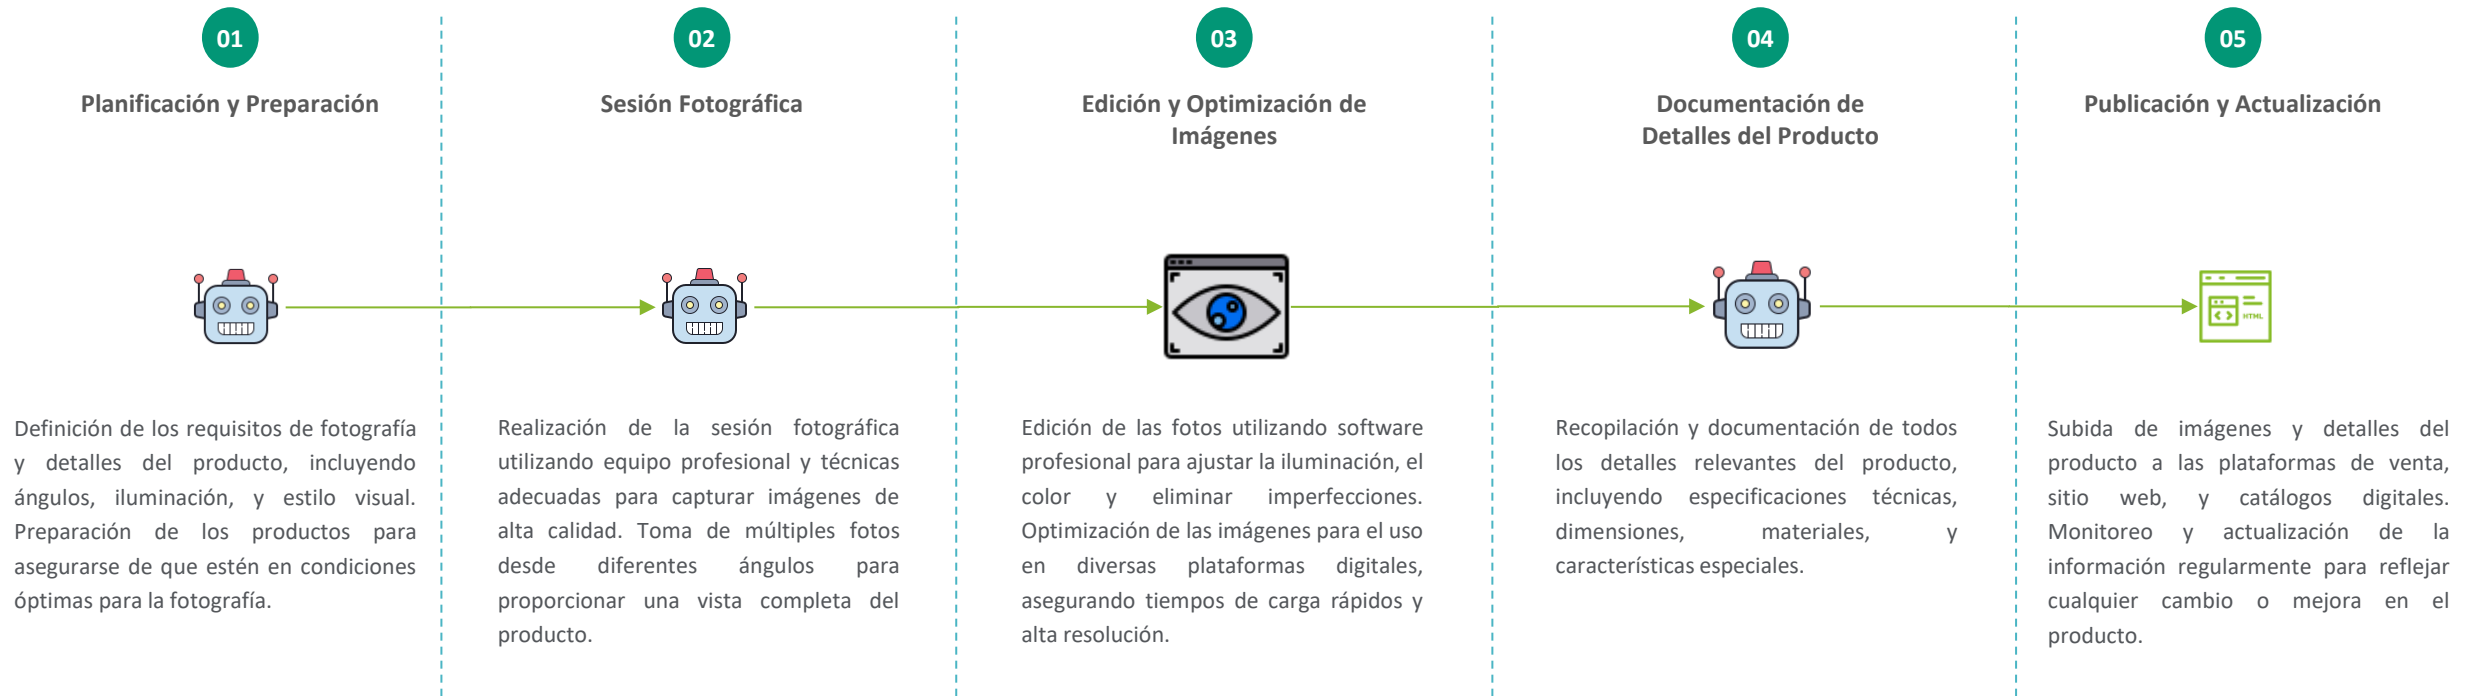 01
Planificación y Preparación
Definición de los requisitos de fotografía
y detalles del producto, incluyendo
ángulos, iluminación, y estilo visual.
Preparación de los productos para
asegurarse de que estén en condiciones
óptimas para la fotografía.
02
Sesión Fotográfica
Realización de la sesión fotográfica
utilizando equipo profesional y técnicas
adecuadas para capturar imágenes de
alta calidad. Toma de múltiples fotos
desde diferentes ángulos para
proporcionar una vista completa del
producto.
03
Edición y Optimización de
Imágenes
Edición de las fotos utilizando software
profesional para ajustar la iluminación, el
color y eliminar imperfecciones.
Optimización de las imágenes para el uso
en diversas plataformas digitales,
asegurando tiempos de carga rápidos y
alta resolución.
04
Documentación de
Detalles del Producto
Recopilación y documentación de todos
los detalles relevantes del producto,
incluyendo especificaciones técnicas,
dimensiones, materiales, y
características especiales.
05
Publicación y Actualización
HTML
Subida de imágenes y detalles del
producto a las plataformas de venta,
sitio web, y catálogos digitales.
Monitoreo y actualización de la
información regularmente para reflejar
cualquier cambio o mejora en el
producto.